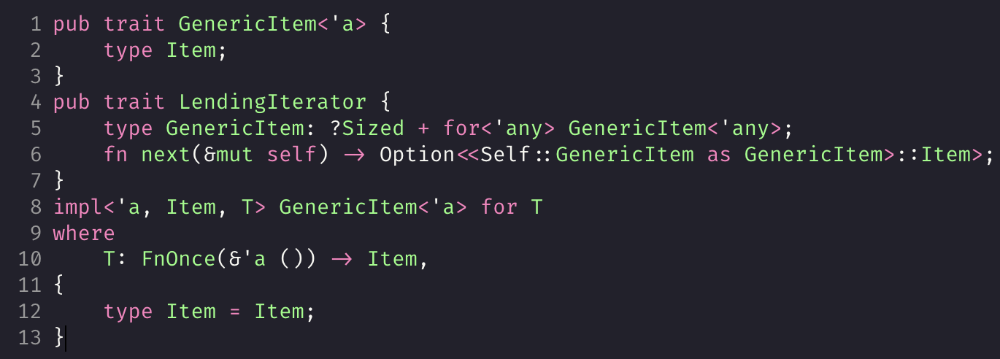 1 pub trait GenericItem<'a> {
2     type Item;
3 }
4 pub trait LendingIterator {
5     type GenericItem: ?Sized + for<'any> GenericItem<'any>;
6     fn next(&mut self) -> Option<<Self::GenericItem as GenericItem>::Item>;
7 }
8 impl<'a, Item, T> GenericItem<'a> for T
9 where
10     T: FnOnce(&'a ()) -> Item,
11 {
12     type Item = Item;
13 }